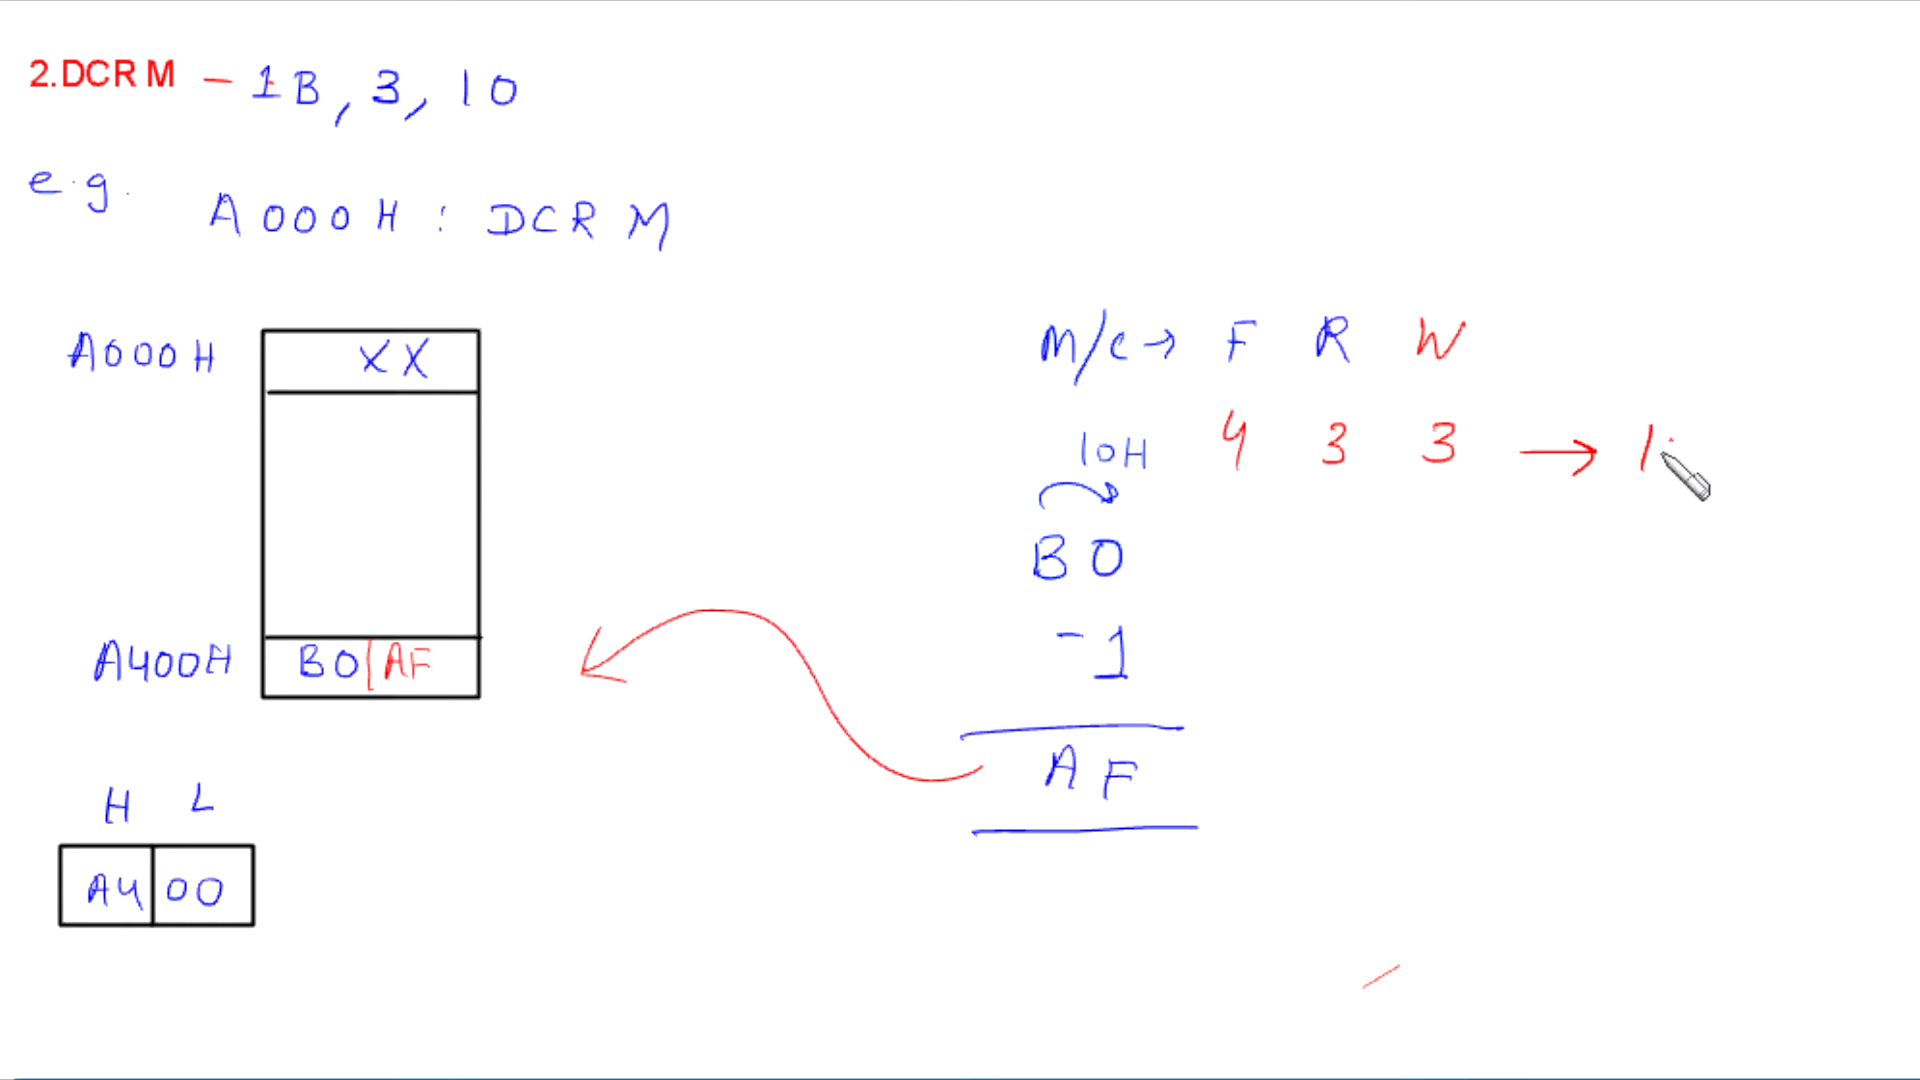 2.DCR M - 1B, 3, 10
e.g. A000H : DCR M
A000H XX
M/C → F R W
10H 4 3 3 →
B0
-1
A400H B0|AF
AF
H L
A4 00